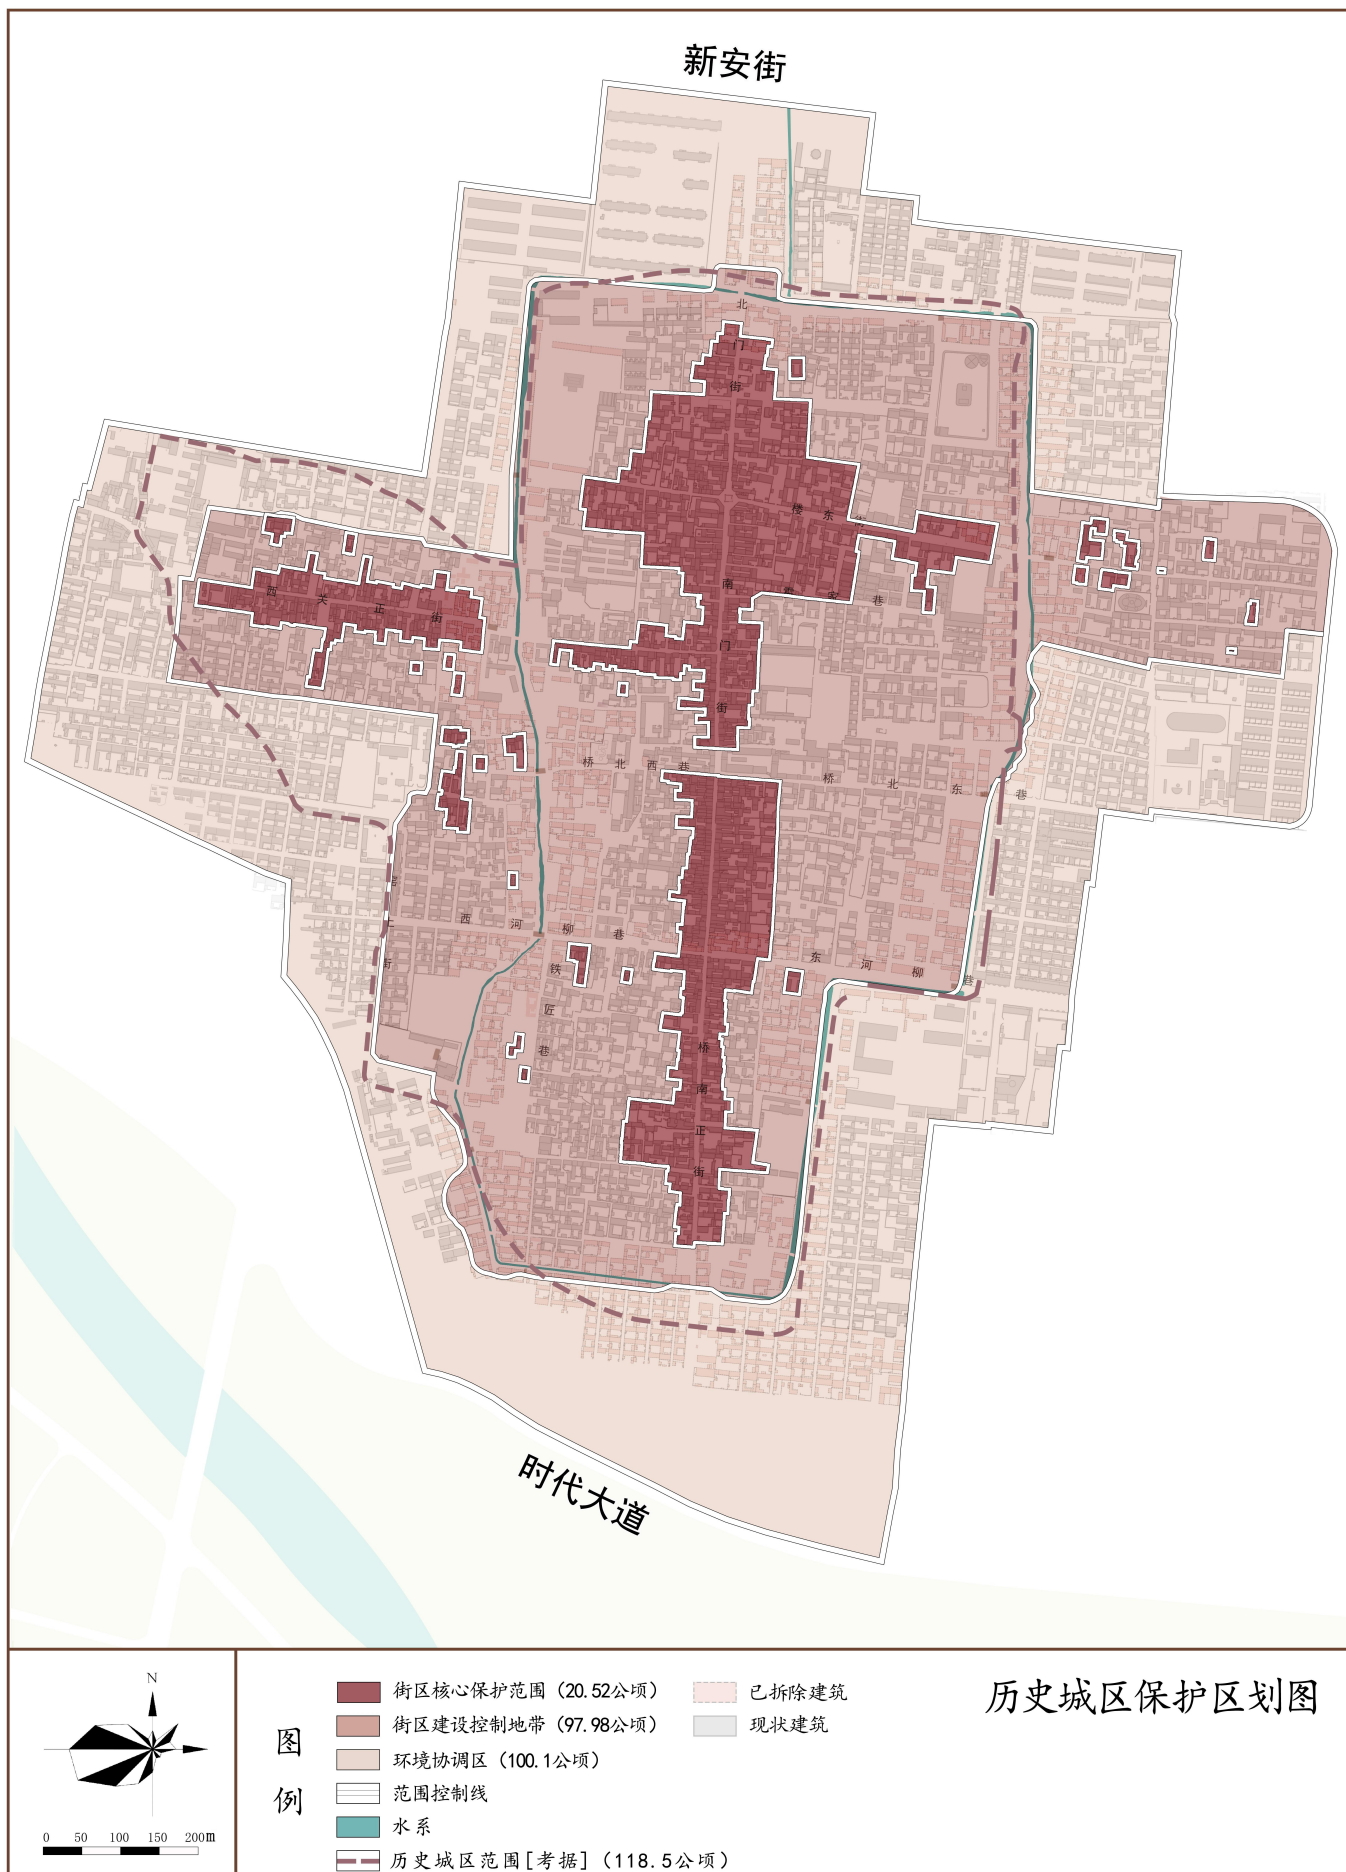 新安街
北
门
街
楼东街
南
门
街
家巷
西关正街
桥北西巷
桥北东巷
西河柳巷
东河柳巷
上
街
铁
匠
巷
桥
南
正
街
时代大道
N
0 50 100 150 200m
图
例
街区核心保护范围（20.52公顷）
街区建设控制地带（97.98公顷）
环境协调区（100.1公顷）
范围控制线
水系
历史城区范围[考据]（118.5公顷）
已拆除建筑
现状建筑
历史城区保护区划图